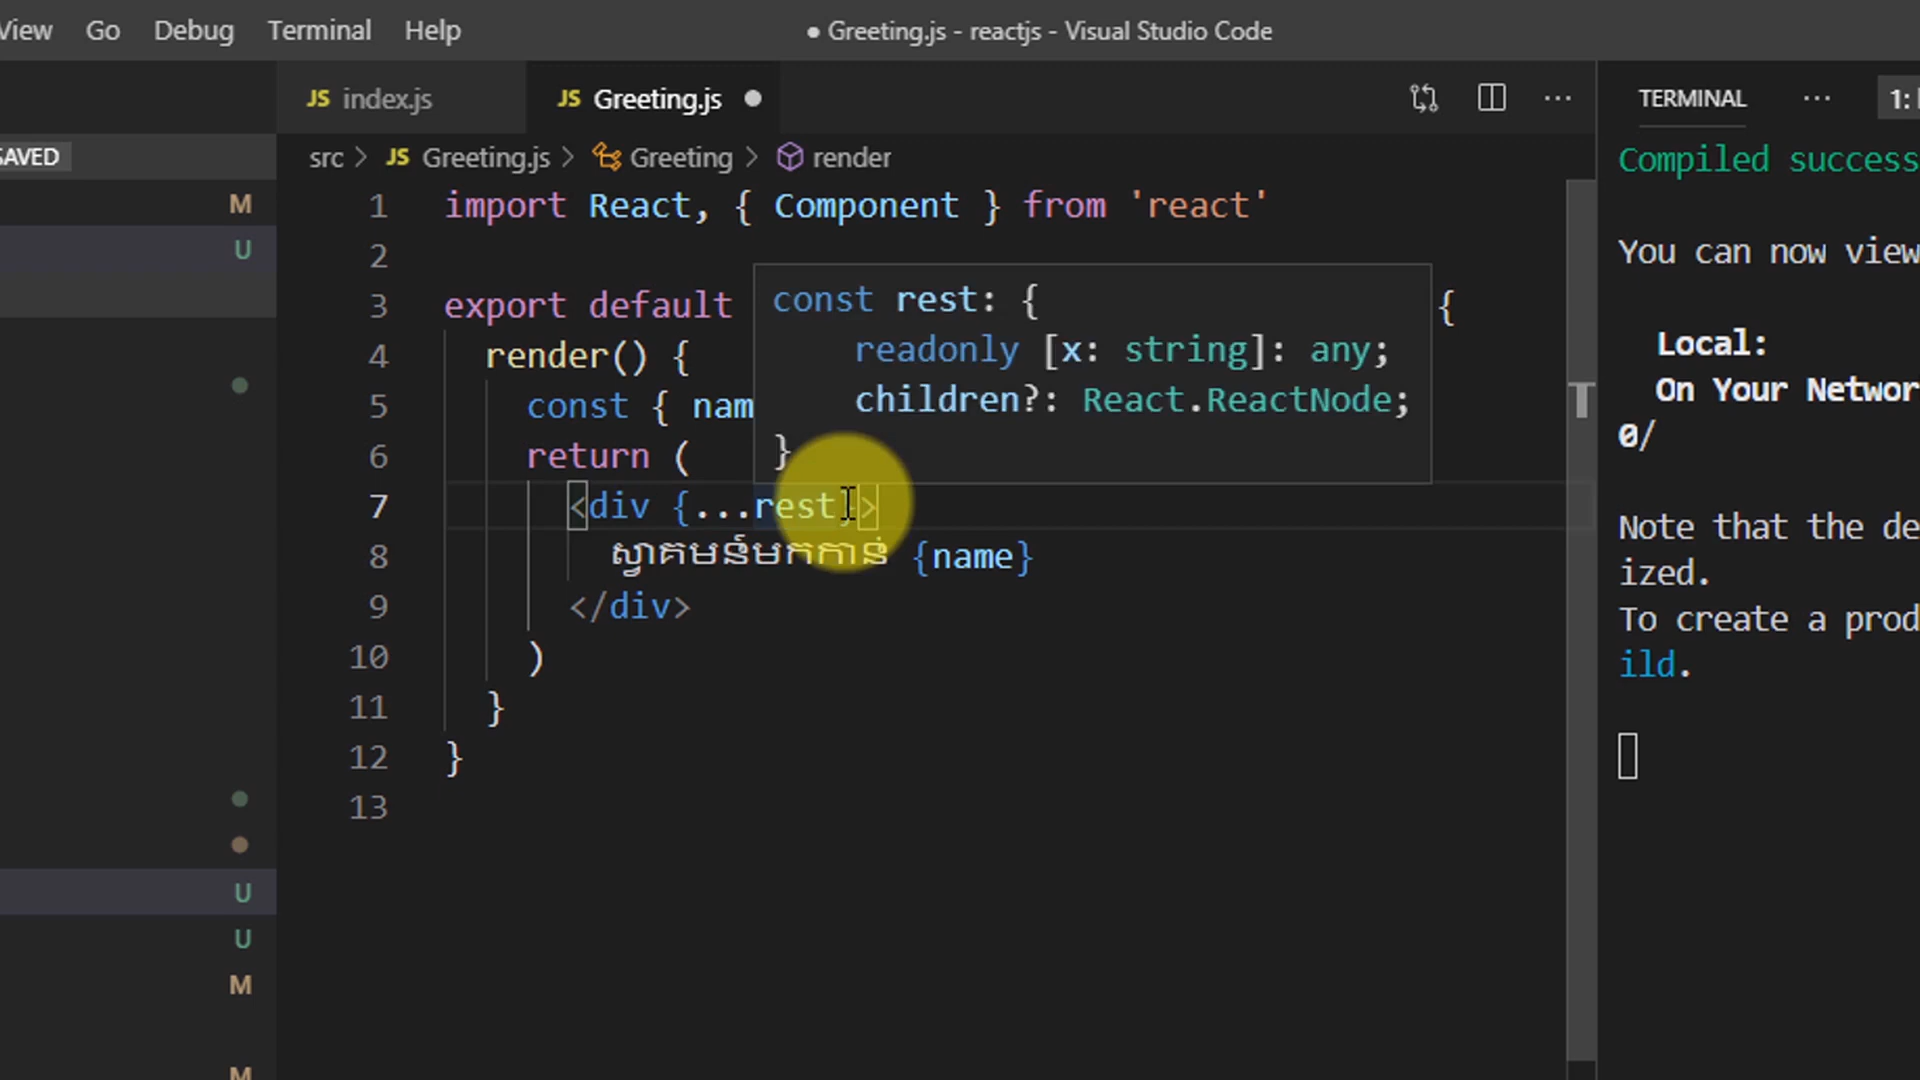 View Go Debug Terminal Help
● Greeting.js - reactjs - Visual Studio Code
JS index.js
JS Greeting.js
TERMINAL ··· 1:
src > JS Greeting.js > Greeting > render
SAVED
M
U
U
U
M
M
1 import React, { Component } from 'react'
2
3 export default {
4 render() {
5 const { nam
6 return (
7 <div {...rest}>
8 ស្វាគមន៍មកកាន់ {name}
9 </div>
10 )
11 }
12 }
13
const rest: {
readonly [x: string]: any;
children?: React.ReactNode;
}
Compiled success
You can now view
Local:
On Your Networ
0/
Note that the de
ized.
To create a prod
ild.